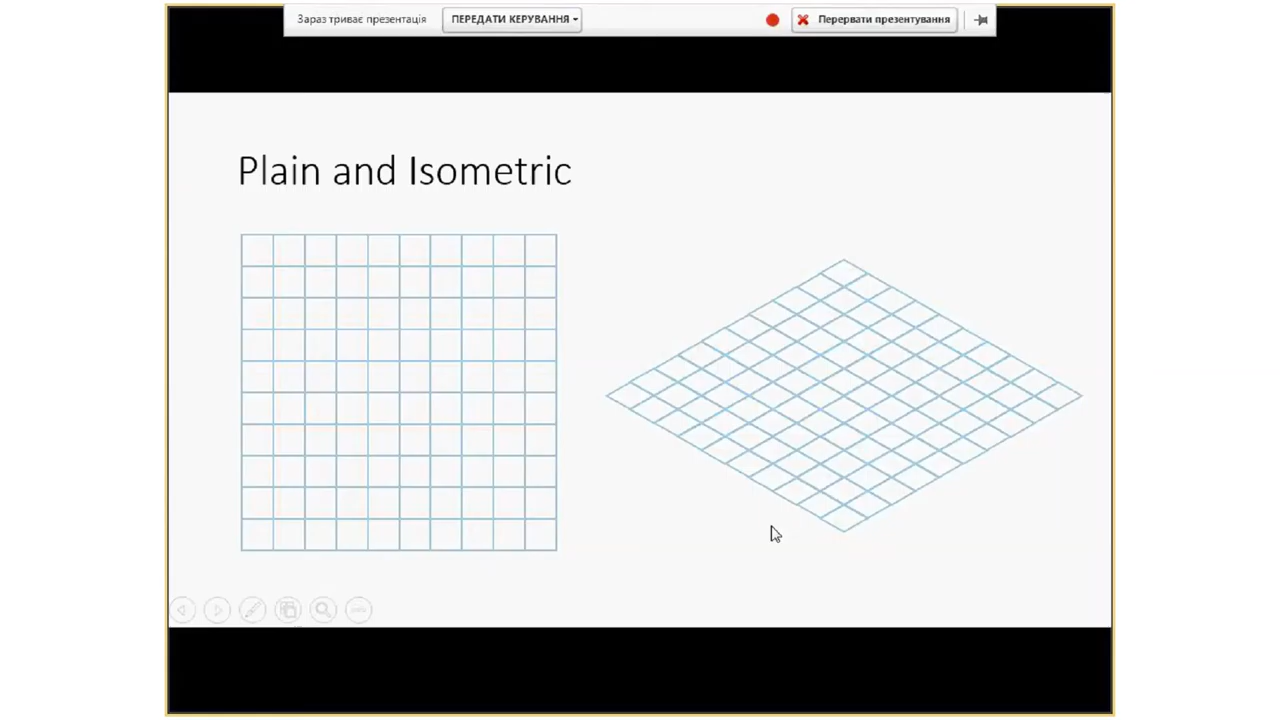 Зараз триває презентація
ПЕРЕДАТИ КЕРУВАННЯ
Перервати презентування
Plain and Isometric